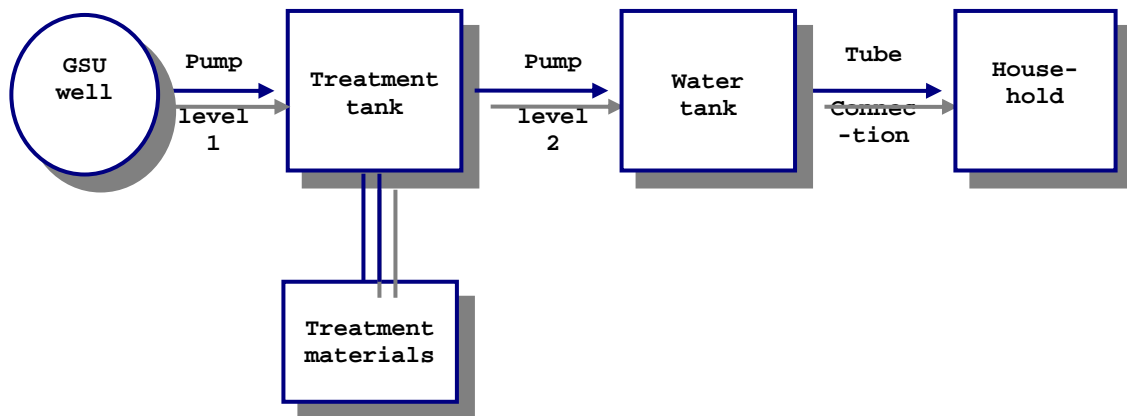 GSU
well
Pump
level
1
Treatment
tank
Pump
level
2
Water
tank
Tube
Connec
-tion
House-
hold
Treatment
materials